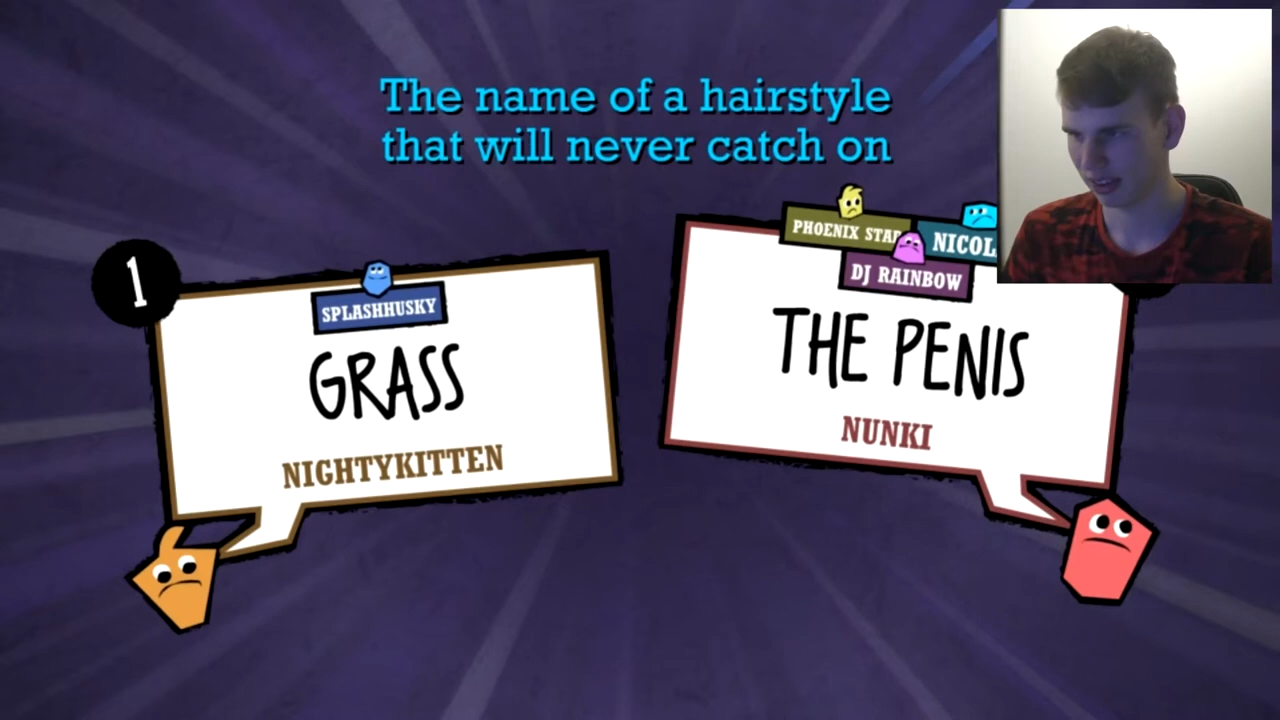 The name of a hairstyle
that will never catch on
1
SPLASHHUSKY
GRASS
NIGHTYKITTEN
PHOENIX STAR
NICOL
DJ RAINBOW
THE PENIS
NUNKI